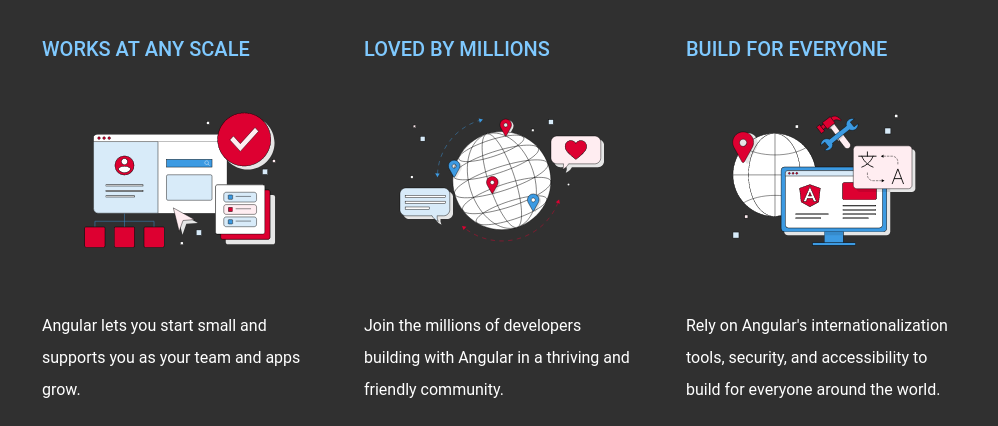 WORKS AT ANY SCALE
LOVED BY MILLIONS
BUILD FOR EVERYONE
文
A
A
Angular lets you start small and
supports you as your team and apps
grow.
Join the millions of developers
building with Angular in a thriving and
friendly community.
Rely on Angular's internationalization
tools, security, and accessibility to
build for everyone around the world.